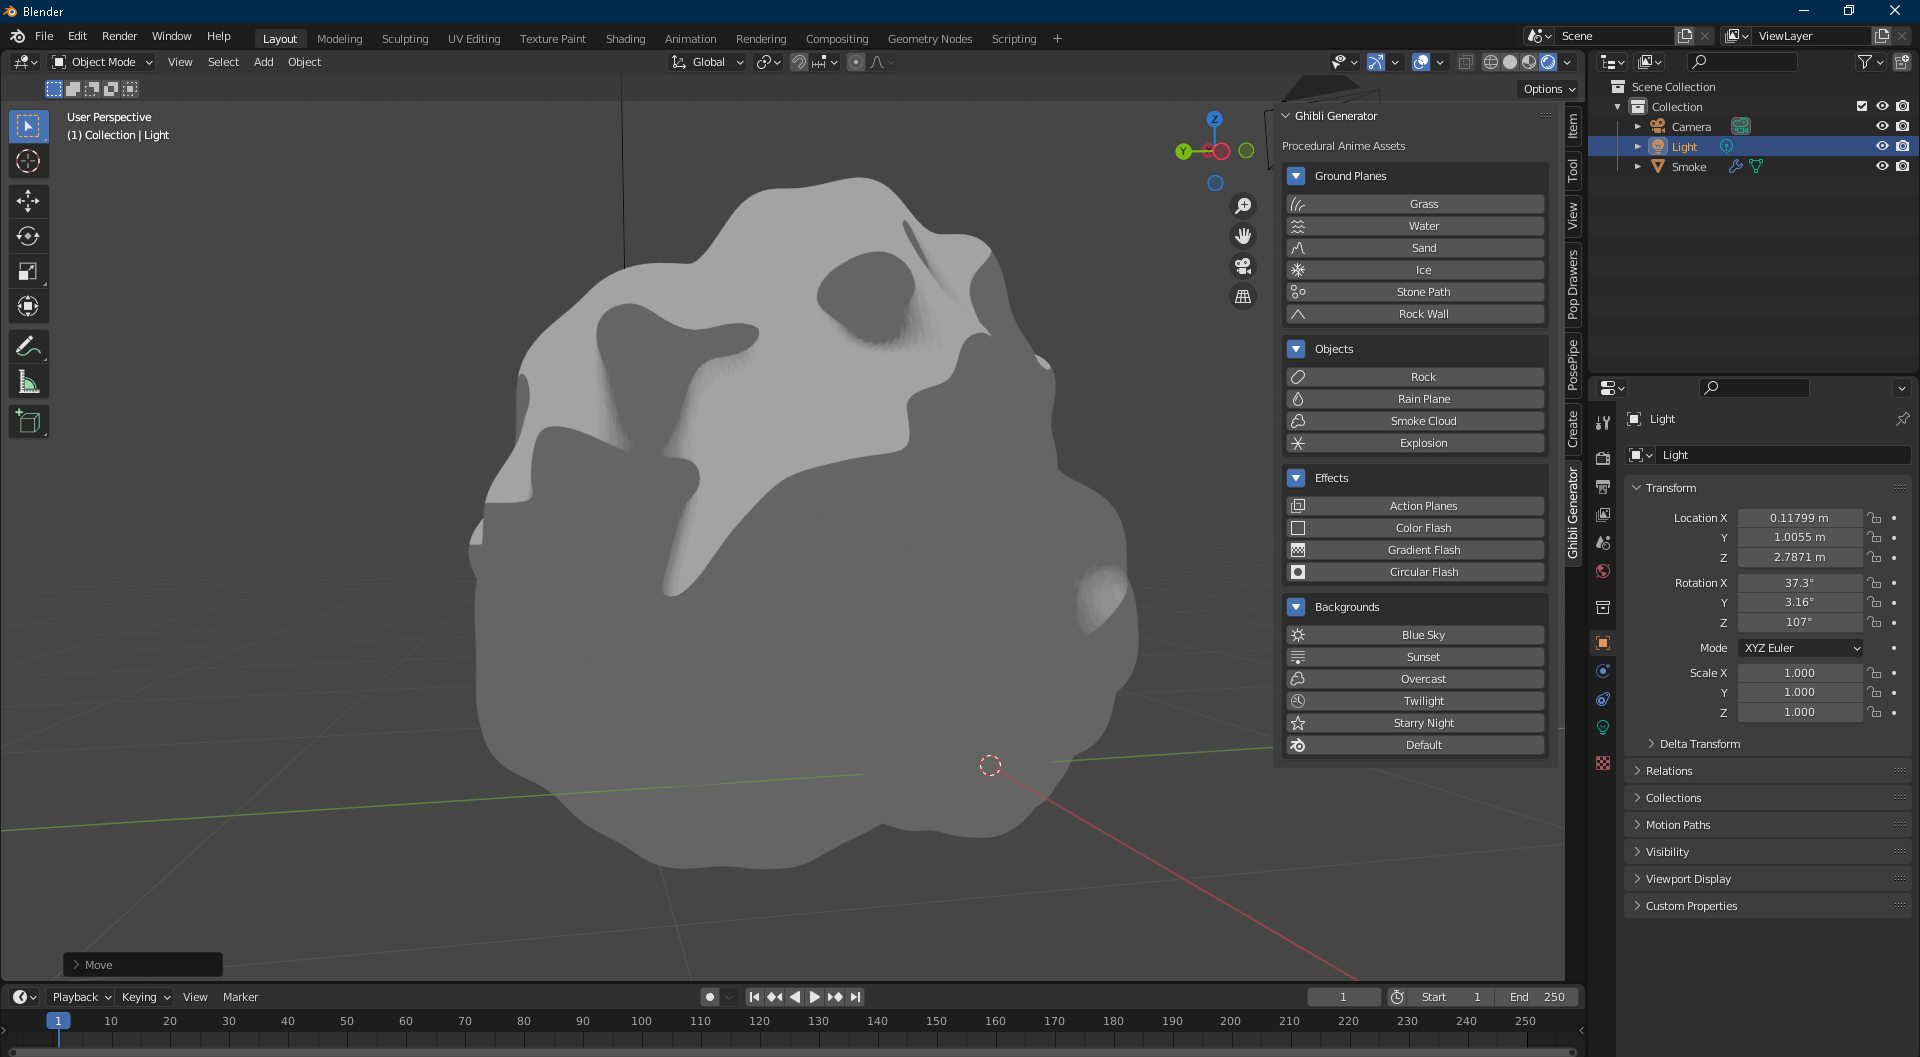 Blender
File Edit Render Window Help Layout Modeling Sculpting UV Editing Texture Paint Shading Animation Rendering Compositing Geometry Nodes Scripting +
Scene
ViewLayer
Object Mode View Select Add Object
Global
Options
User Perspective
(1) Collection | Light
Z
Y
Ghibli Generator
Procedural Anime Assets
Ground Planes
Grass
Water
Sand
Ice
Stone Path
Rock Wall
Objects
Rock
Rain Plane
Smoke Cloud
Explosion
Effects
Action Planes
Color Flash
Gradient Flash
Circular Flash
Backgrounds
Blue Sky
Sunset
Overcast
Twilight
Starry Night
Default
Item
Tool
View
Pop Drawers
PosePipe
Create
Ghibli Generator
Scene Collection
Collection
Camera
Light
Smoke
Light
Light
Transform
Location X 0.11799 m
Y 1.0055 m
Z 2.7871 m
Rotation X 37.3°
Y 3.16°
Z 107°
Mode XYZ Euler
Scale X 1.000
Y 1.000
Z 1.000
Delta Transform
Relations
Collections
Motion Paths
Visibility
Viewport Display
Custom Properties
Move
Playback Keying View Marker
1 Start 1 End 250
1 10 20 30 40 50 60 70 80 90 100 110 120 130 140 150 160 170 180 190 200 210 220 230 240 250